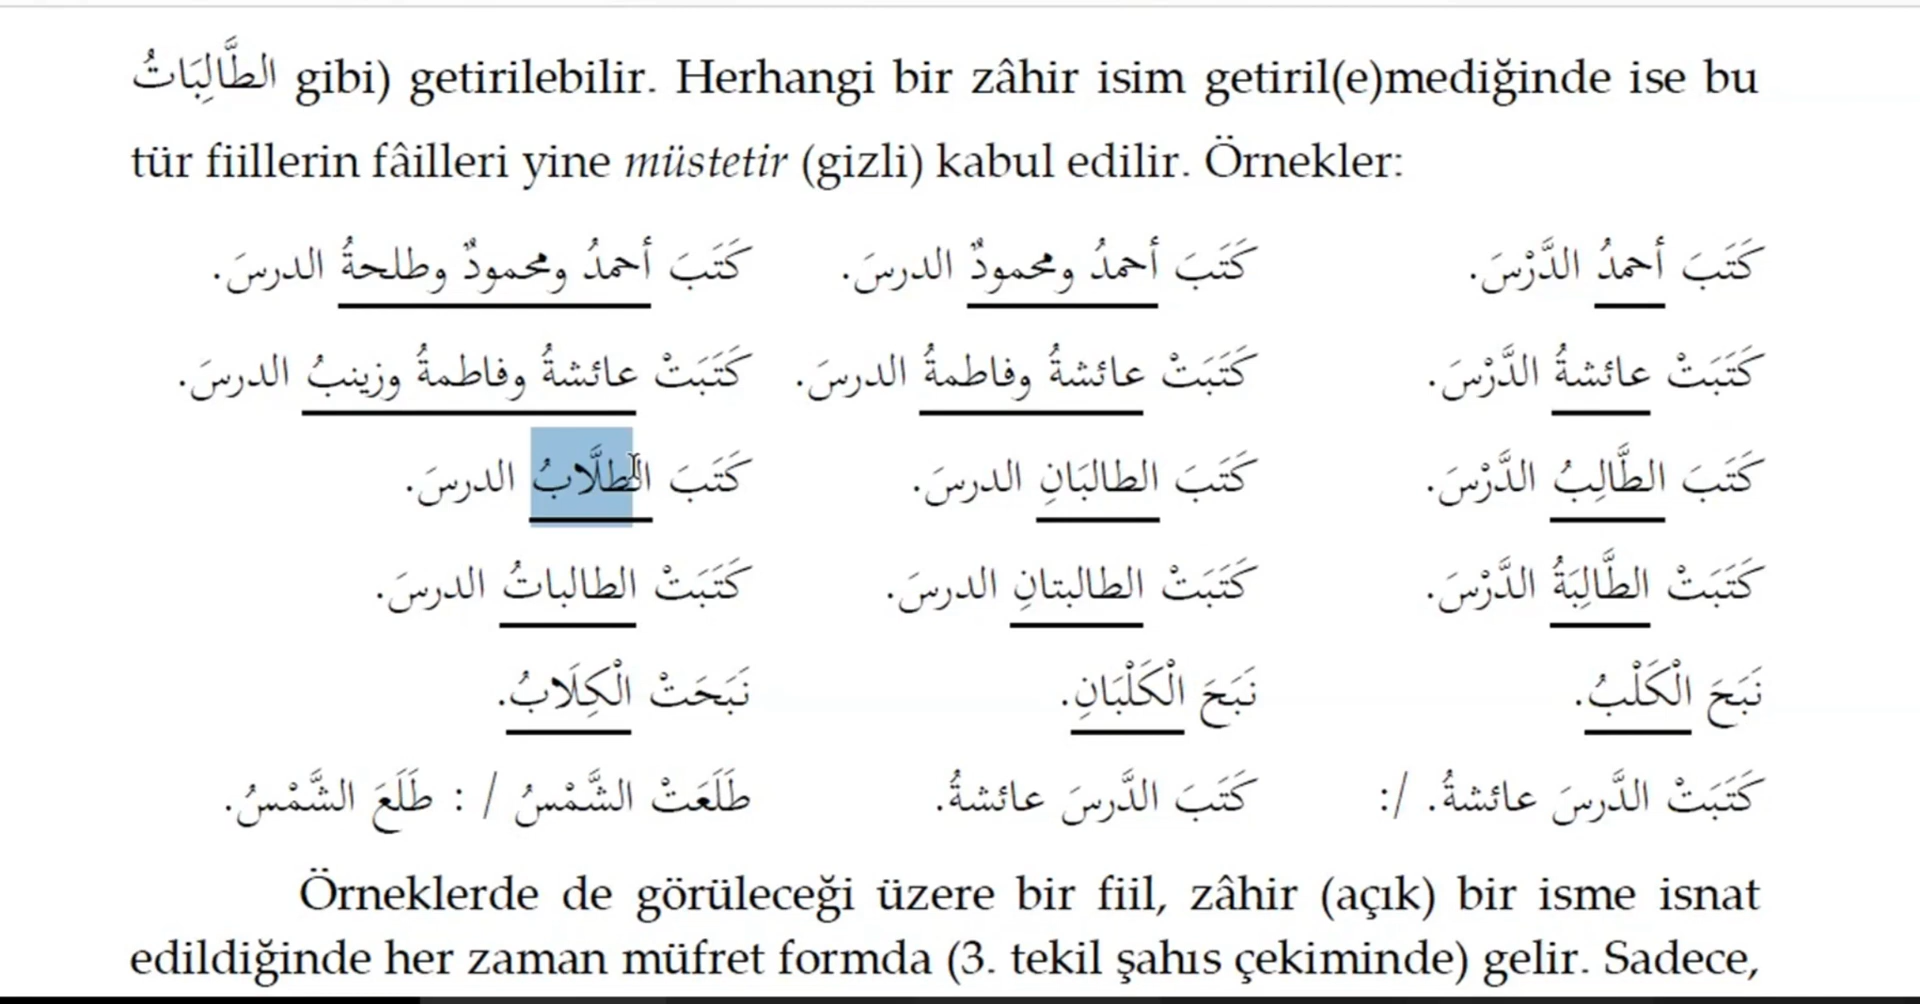 الطَّالِبَاتُ gibi) getirilebilir. Herhangi bir zâhir isim getiril(e)mediğinde ise bu
tür fiillerin fâilleri yine müstetir (gizli) kabul edilir. Örnekler:
كَتَبَ أحمدُ الدَّرْسَ. كَتَبَ أحمدُ ومحمودٌ الدرسَ. كَتَبَ أحمدُ ومحمودٌ وطلحةُ الدرسَ.
كَتَبَتْ عائشةُ الدَّرْسَ. كَتَبَتْ عائشةُ وفاطمةُ الدرسَ. كَتَبَتْ عائشةُ وفاطمةُ وزينبُ الدرسَ.
كَتَبَ الطَّالِبُ الدَّرْسَ. كَتَبَ الطالبَانِ الدرسَ. كَتَبَ الطلَّابُ الدرسَ.
كَتَبَتْ الطَّالِبَةُ الدَّرْسَ. كَتَبَتْ الطالبتانِ الدرسَ. كَتَبَتْ الطالباتُ الدرسَ.
نَبَحَ الْكَلْبُ. نَبَحَ الْكَلْبَانِ. نَبَحَتْ الْكِلَابُ.
كَتَبَتْ الدَّرسَ عائشةُ. /: كَتَبَ الدَّرسَ عائشةُ. طَلَعَتْ الشَّمْسُ / : طَلَعَ الشَّمْسُ.
Örneklerde de görüleceği üzere bir fiil, zâhir (açık) bir isme isnat
edildiğinde her zaman müfret formda (3. tekil şahıs çekiminde) gelir. Sadece,